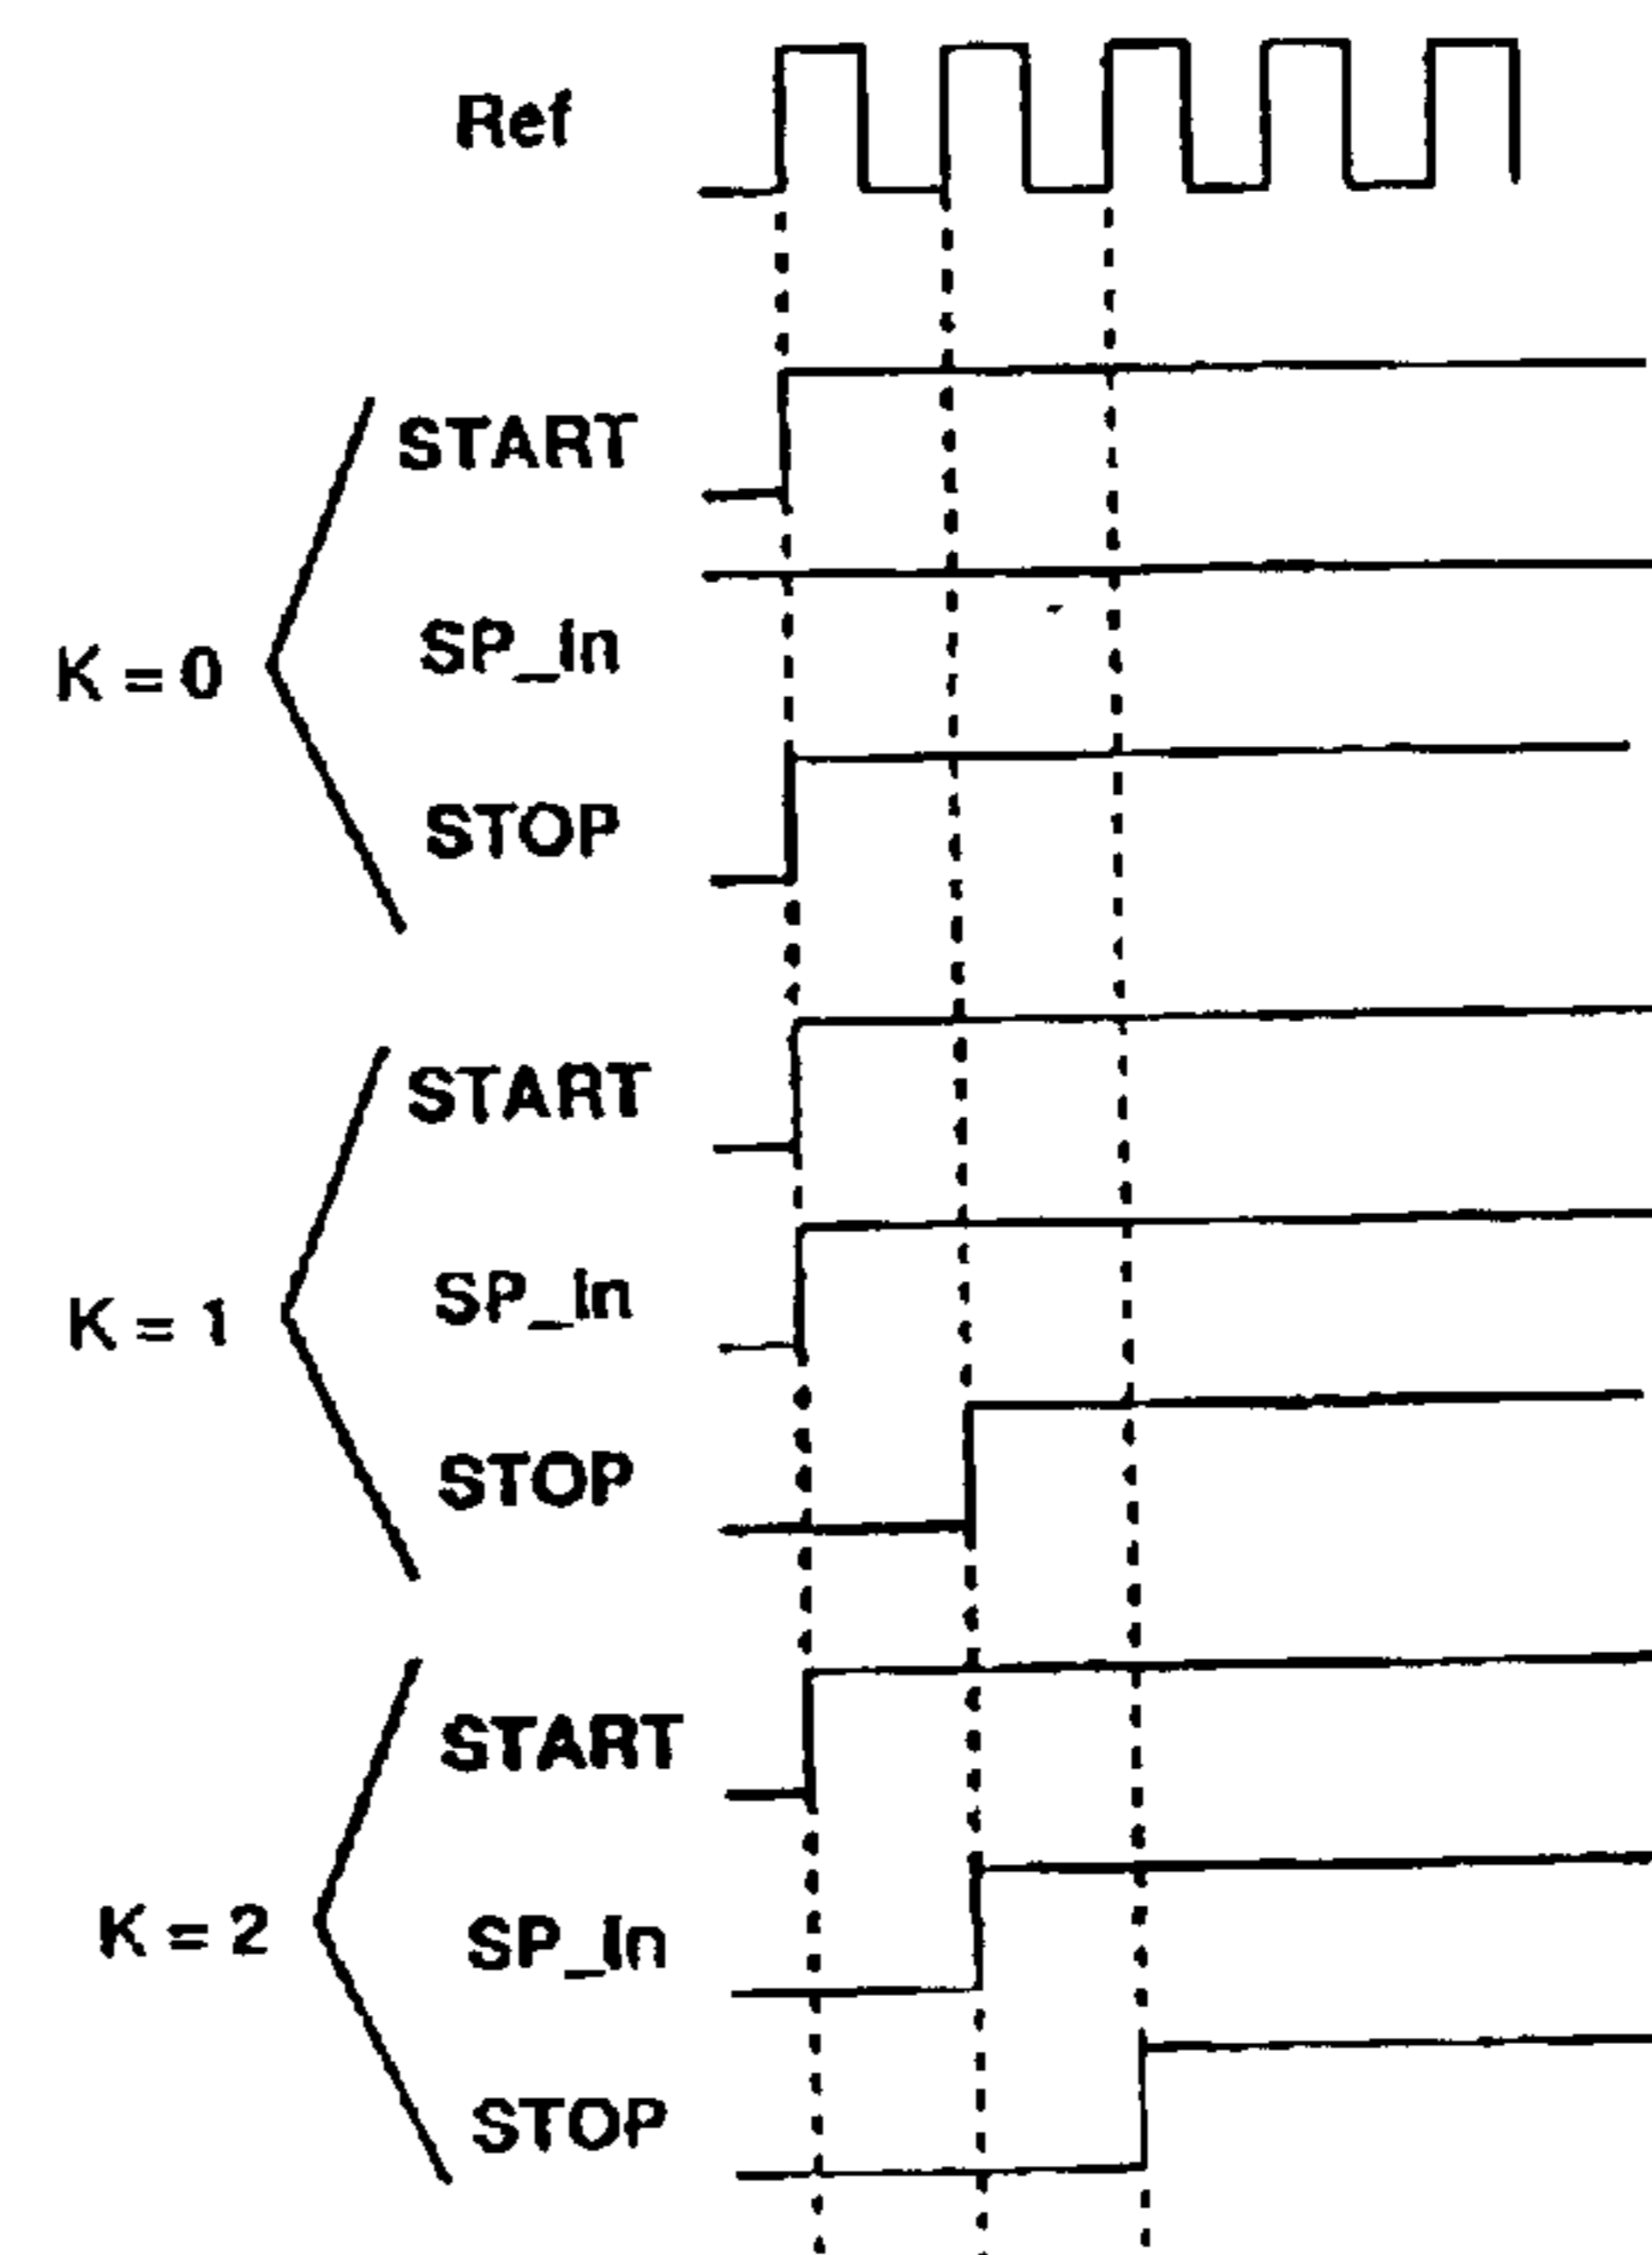 Ref
START
SP_in
K = 0
STOP
START
SP_in
K = 1
STOP
START
SP_in
K = 2
STOP